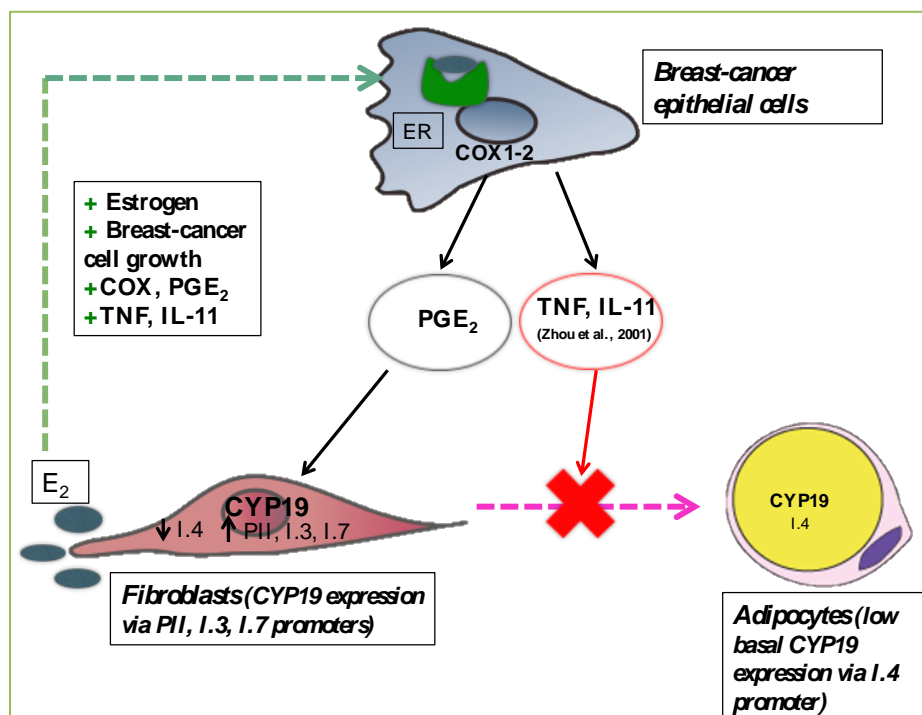 Breast-cancer
epithelial cells
ER
COX1-2
+ Estrogen
+ Breast-cancer
cell growth
+COX, PGE₂
+TNF, IL-11
PGE₂
TNF, IL-11
(Zhou et al., 2001)
E₂
CYP19
I.4 PII, I.3, I.7
CYP19
I.4
Fibroblasts (CYP19 expression
via PII, I.3, I.7 promoters)
Adipocytes (low
basal CYP19
expression via I.4
promoter)